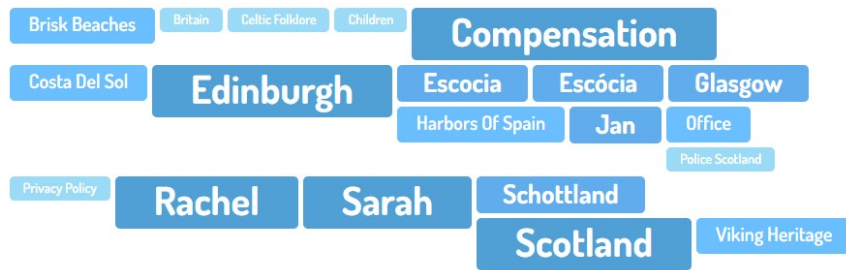 Brisk Beaches Britain Celtic Folklore Children Compensation
Costa Del Sol Edinburgh Escocia Escócia Glasgow
Harbors Of Spain Jan Office
Police Scotland
Privacy Policy Rachel Sarah Schottland
Scotland Viking Heritage